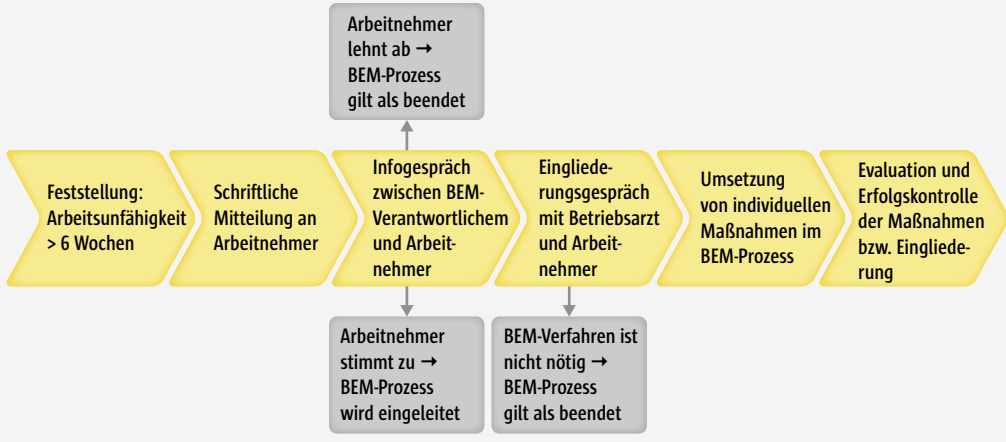 Arbeitnehmer
lehnt ab →
BEM-Prozess
gilt als beendet
Feststellung:
Arbeitsunfähigkeit
> 6 Wochen
Schriftliche
Mitteilung an
Arbeitnehmer
Infogespräch
zwischen BEM-
Verantwortlichem
und Arbeit-
nehmer
Eingliede-
rungsgespräch
mit Betriebsarzt
und Arbeit-
nehmer
Umsetzung
von individuellen
Maßnahmen im
BEM-Prozess
Evaluation und
Erfolgskontrolle
der Maßnahmen
bzw. Eingliede-
rung
Arbeitnehmer
stimmt zu →
BEM-Prozess
wird eingeleitet
BEM-Verfahren ist
nicht nötig →
BEM-Prozess
gilt als beendet